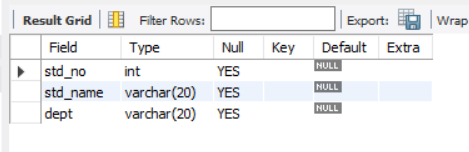 Result Grid Filter Rows: Export: Wrap
Field Type Null Key Default Extra
std_no int YES NULL
std_name varchar(20) YES NULL
dept varchar(20) YES NULL